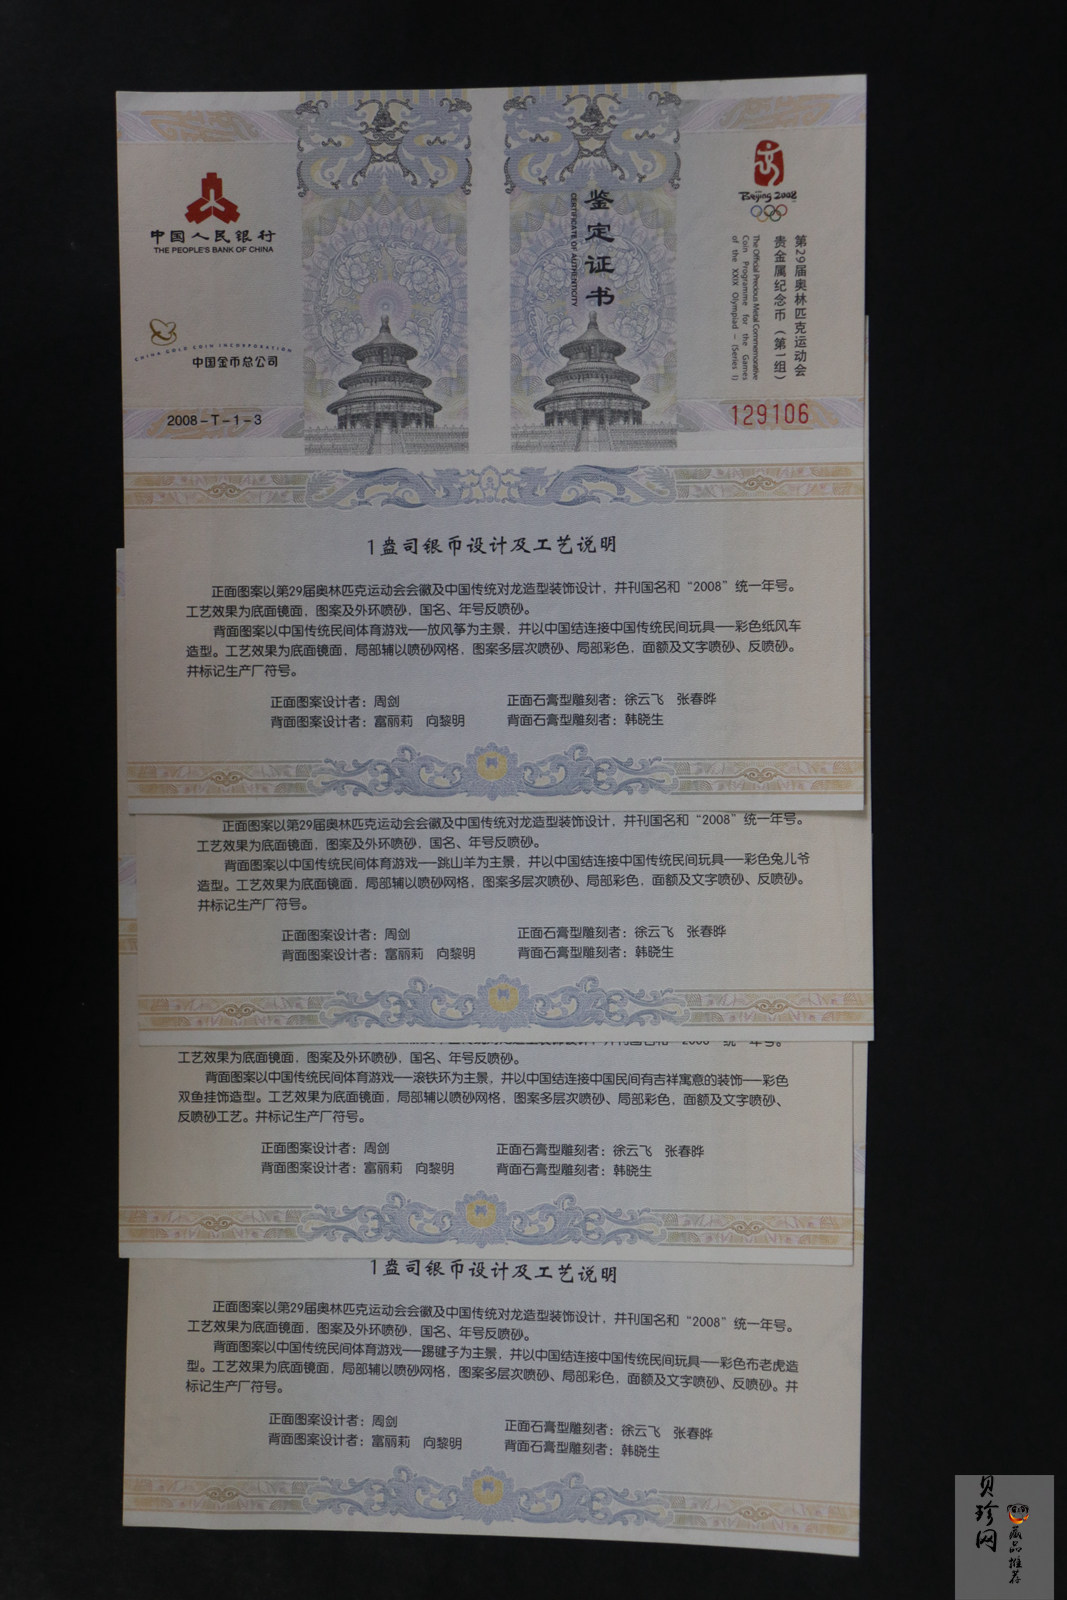 中国人民银行
THE PEOPLE'S BANK OF CHINA
CHINA GOLD COIN INCORPORATION
中国金币总公司
2008-T-1-3
鉴定证书
CERTIFICATE OF AUTHENTICITY
Beijing 2008
第29届奥林匹克运动会
贵金属纪念币（第一组）
The Official Precious Metal Commemorative
Coin Programme for the Games
of the XXIX Olympiad - (Series I)
129106
1盎司银币设计及工艺说明
正面图案以第29届奥林匹克运动会会徽及中国传统对龙造型装饰设计，并刊国名和“2008”统一年号。
工艺效果为底面镜面，图案及外环喷砂，国名、年号反喷砂。
背面图案以中国传统民间体育游戏——放风筝为主景，并以中国结连接中国传统民间玩具——彩色纸风车
造型。工艺效果为底面镜面，局部辅以喷砂网格，图案多层次喷砂、局部彩色，面额及文字喷砂、反喷砂。
并标记生产厂符号。
正面图案设计者：周剑 正面石膏型雕刻者：徐云飞 张春晔
背面图案设计者：富丽莉 向黎明 背面石膏型雕刻者：韩晓生
正面图案以第29届奥林匹克运动会会徽及中国传统对龙造型装饰设计，并刊国名和“2008”统一年号。
工艺效果为底面镜面，图案及外环喷砂，国名、年号反喷砂。
背面图案以中国传统民间体育游戏——跳山羊为主景，并以中国结连接中国传统民间玩具——彩色兔儿爷
造型。工艺效果为底面镜面，局部辅以喷砂网格，图案多层次喷砂、局部彩色，面额及文字喷砂、反喷砂。
并标记生产厂符号。
正面图案设计者：周剑 正面石膏型雕刻者：徐云飞 张春晔
背面图案设计者：富丽莉 向黎明 背面石膏型雕刻者：韩晓生
工艺效果为底面镜面，图案及外环喷砂，国名、年号反喷砂。
背面图案以中国传统民间体育游戏——滚铁环为主景，并以中国结连接中国民间有吉祥寓意的装饰——彩色
双鱼挂饰造型。工艺效果为底面镜面，局部辅以喷砂网格，图案多层次喷砂、局部彩色，面额及文字喷砂、
反喷砂工艺。并标记生产厂符号。
正面图案设计者：周剑 正面石膏型雕刻者：徐云飞 张春晔
背面图案设计者：富丽莉 向黎明 背面石膏型雕刻者：韩晓生
1盎司银币设计及工艺说明
正面图案以第29届奥林匹克运动会会徽及中国传统对龙造型装饰设计，并刊国名和“2008”统一年号。
工艺效果为底面镜面，图案及外环喷砂，国名、年号反喷砂。
背面图案以中国传统民间体育游戏——踢毽子为主景，并以中国结连接中国传统民间玩具——彩色布老虎造
型。工艺效果为底面镜面，局部辅以喷砂网格，图案多层次喷砂、局部彩色，面额及文字喷砂、反喷砂。并
标记生产厂符号。
正面图案设计者：周剑 正面石膏型雕刻者：徐云飞 张春晔
背面图案设计者：富丽莉 向黎明 背面石膏型雕刻者：韩晓生
贝珍网
藏品推荐